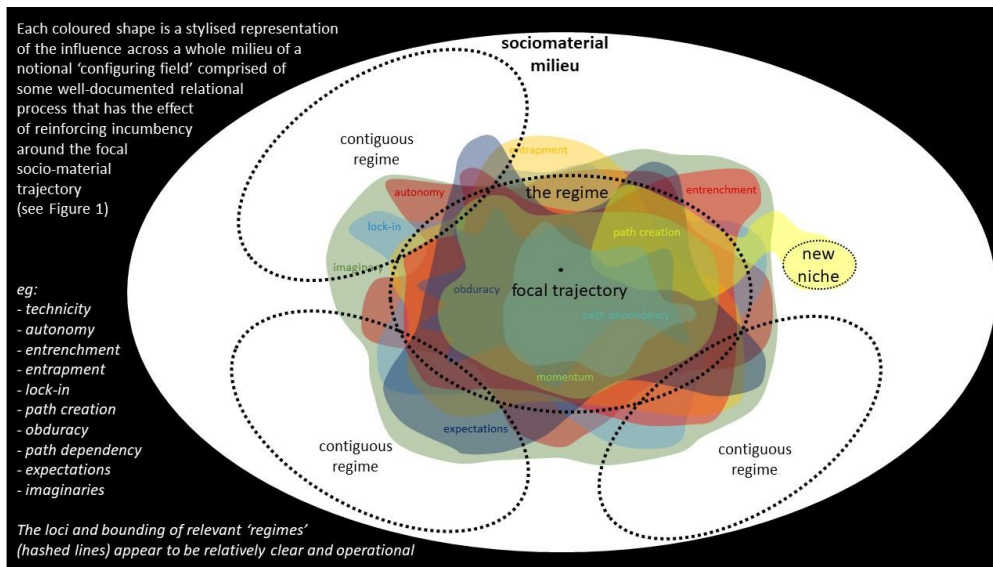 Each coloured shape is a stylised representation
of the influence across a whole milieu of a
notional ‘configuring field’ comprised of
some well-documented relational
process that has the effect
of reinforcing incumbency
around the focal
socio-material
trajectory
(see Figure 1)
eg:
- technicity
- autonomy
- entrenchment
- entrapment
- lock-in
- path creation
- obduracy
- path dependency
- expectations
- imaginaries
The loci and bounding of relevant ‘regimes’
(hashed lines) appear to be relatively clear and operational
sociomaterial
milieu
contiguous
regime
entrapment
autonomy
the regime
entrenchment
lock-in
path creation
imaginary
new
niche
obduracy
focal trajectory
path dependency
momentum
expectations
contiguous
regime
contiguous
regime